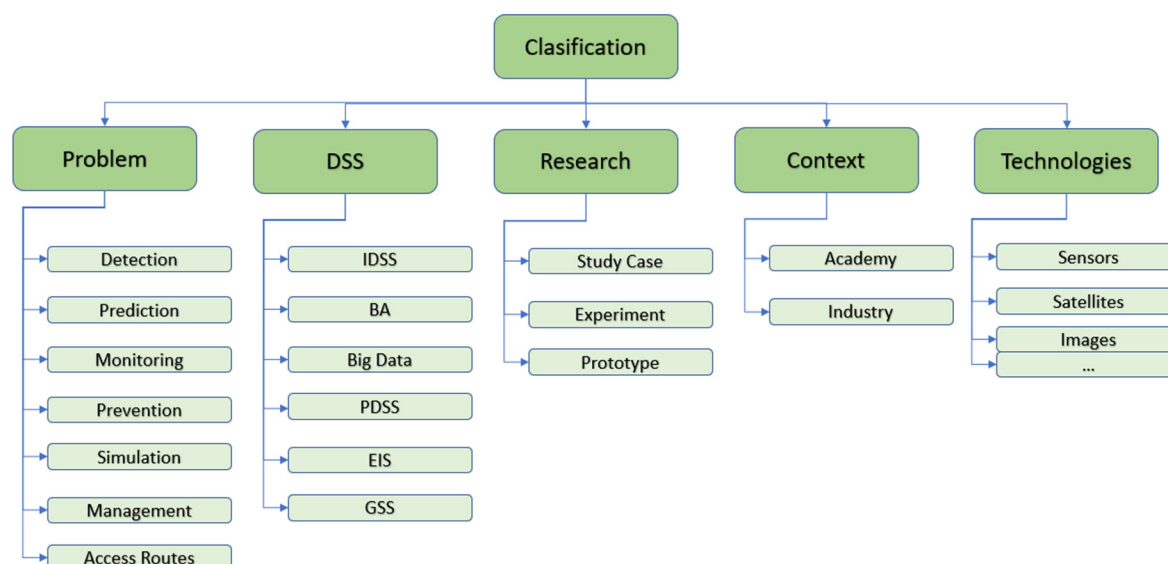 Clasification
Problem
DSS
Research
Context
Technologies
Detection
Prediction
Monitoring
Prevention
Simulation
Management
Access Routes
IDSS
BA
Big Data
PDSS
EIS
GSS
Study Case
Experiment
Prototype
Academy
Industry
Sensors
Satellites
Images
...